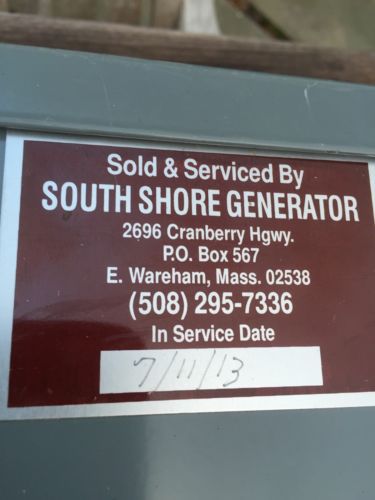 Sold & Serviced By
SOUTH SHORE GENERATOR
2696 Cranberry Hgwy.
P.O. Box 567
E. Wareham, Mass. 02538
(508) 295-7336
In Service Date
7/11/13